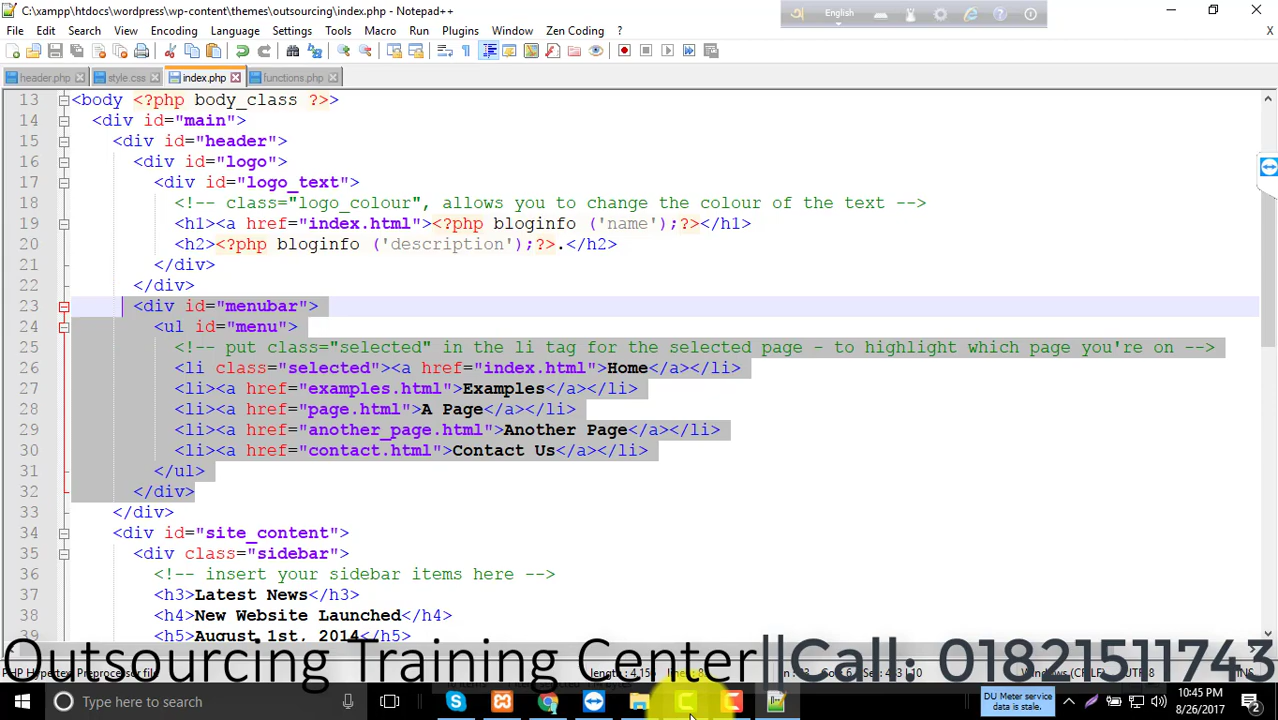 C:\xampp\htdocs\wordpress\wp-content\themes\outsourcing\index.php - Notepad++
English
File Edit Search View Encoding Language Settings Tools Macro Run Plugins Window Zen Coding ?
X
header.php style.css index.php functions.php
13 <body <?php body_class ?>>
14 <div id="main">
15 <div id="header">
16 <div id="logo">
17 <div id="logo_text">
18 <!-- class="logo_colour", allows you to change the colour of the text -->
19 <h1><a href="index.html"><?php bloginfo ('name');?></h1>
20 <h2><?php bloginfo ('description');?>.</h2>
21 </div>
22 </div>
23 <div id="menubar">
24 <ul id="menu">
25 <!-- put class="selected" in the li tag for the selected page - to highlight which page you're on -->
26 <li class="selected"><a href="index.html">Home</a></li>
27 <li><a href="examples.html">Examples</a></li>
28 <li><a href="page.html">A Page</a></li>
29 <li><a href="another_page.html">Another Page</a></li>
30 <li><a href="contact.html">Contact Us</a></li>
31 </ul>
32 </div>
33 </div>
34 <div id="site_content">
35 <div class="sidebar">
36 <!-- insert your sidebar items here -->
37 <h3>Latest News</h3>
38 <h4>New Website Launched</h4>
39 <h5>August 1st, 2014</h5>
Outsourcing Training Center||Call: 01821511743
Type here to search
DU Meter service
data is stale.
10:45 PM
8/26/2017
2